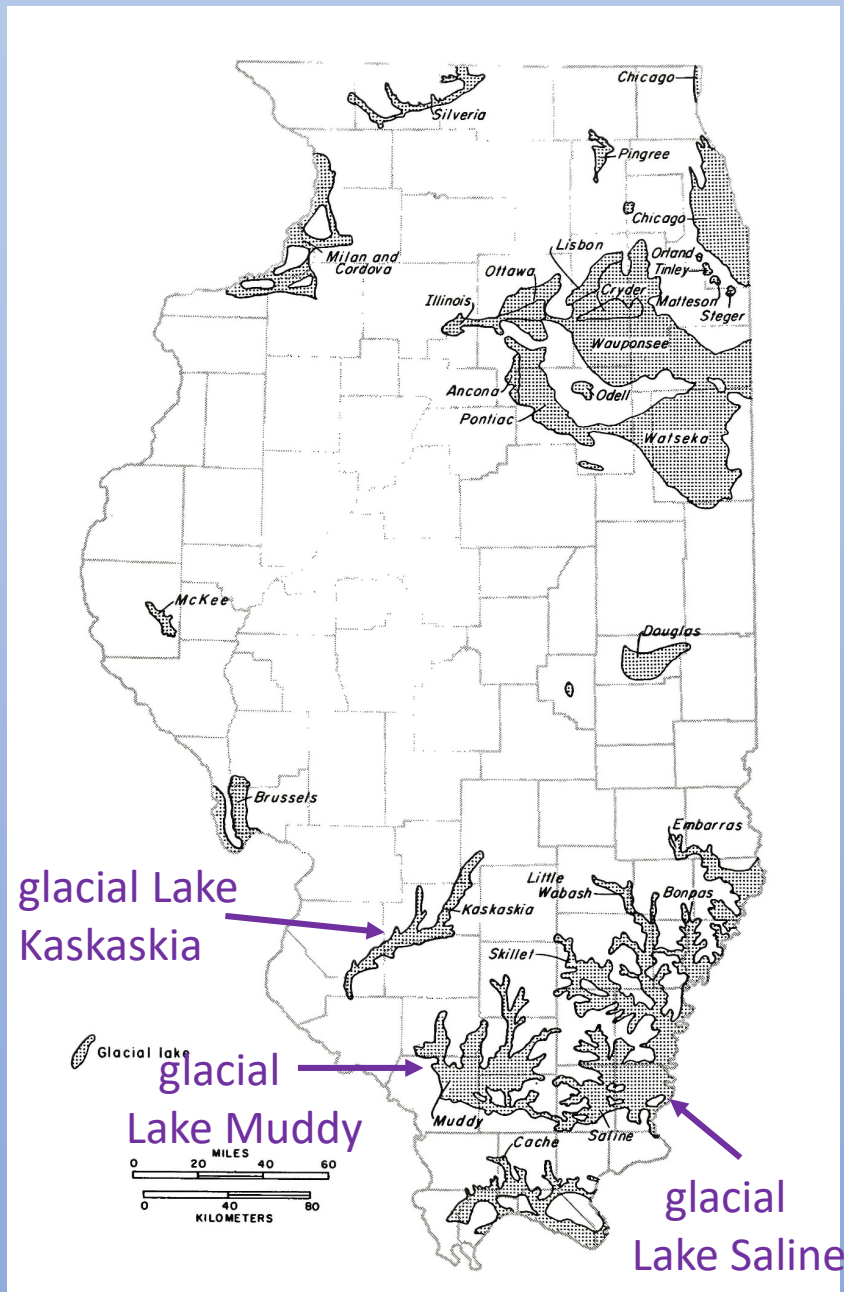 Chicago
Silveria
Pingree
Chicago
Lisbon
Orland
Tinley
Milan and
Cordova
Ottawa
Cryder
Illinois
Matteson
Steger
Wauponsee
Ancona
Odell
Pontiac
Watseka
McKee
Douglas
Brussels
Embarras
glacial Lake
Kaskaskia
Little
Wabash
Bonpas
Kaskaskia
Skillet
Glacial lake
glacial
Lake Muddy
Muddy
Saline
Cache
MILES
0 20 40 60
0 40 80
KILOMETERS
glacial
Lake Saline